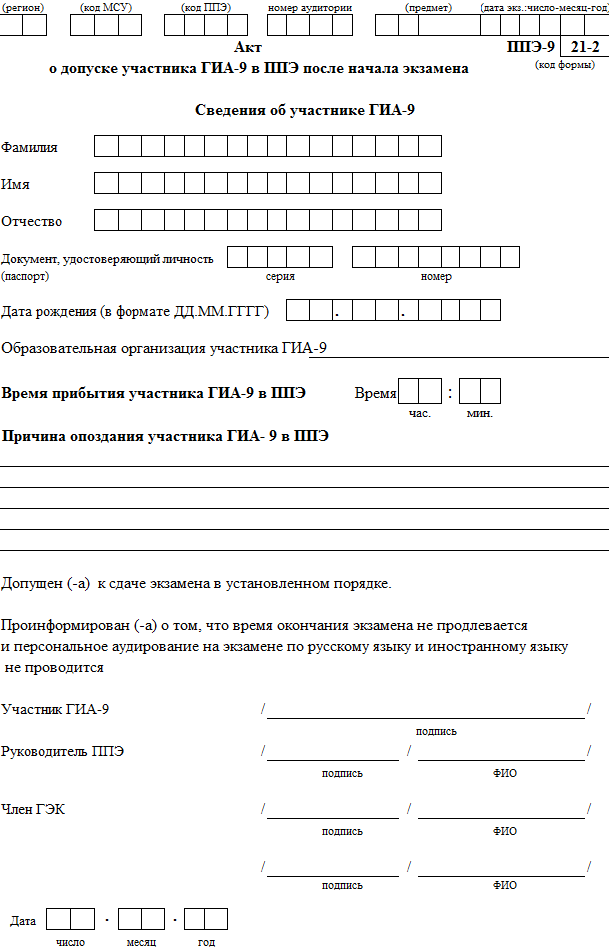 (регион) (код МСУ) (код ППЭ) номер аудитории (предмет) (дата экз.:число-месяц-год)
Акт ППЭ-9 21-2
о допуске участника ГИА-9 в ППЭ после начала экзамена (код формы)
Сведения об участнике ГИА-9
Фамилия
Имя
Отчество
Документ, удостоверяющий личность
(паспорт) серия номер
Дата рождения (в формате ДД.ММ.ГГГГ) . .
Образовательная организация участника ГИА-9
Время прибытия участника ГИА-9 в ППЭ Время :
час. мин.
Причина опоздания участника ГИА- 9 в ППЭ
Допущен (-а) к сдаче экзамена в установленном порядке.
Проинформирован (-а) о том, что время окончания экзамена не продлевается
и персональное аудирование на экзамене по русскому языку и иностранному языку
не проводится
Участник ГИА-9 / /
подпись
Руководитель ППЭ / / /
подпись ФИО
Член ГЭК / / /
подпись ФИО
/ / /
подпись ФИО
Дата . .
число месяц год